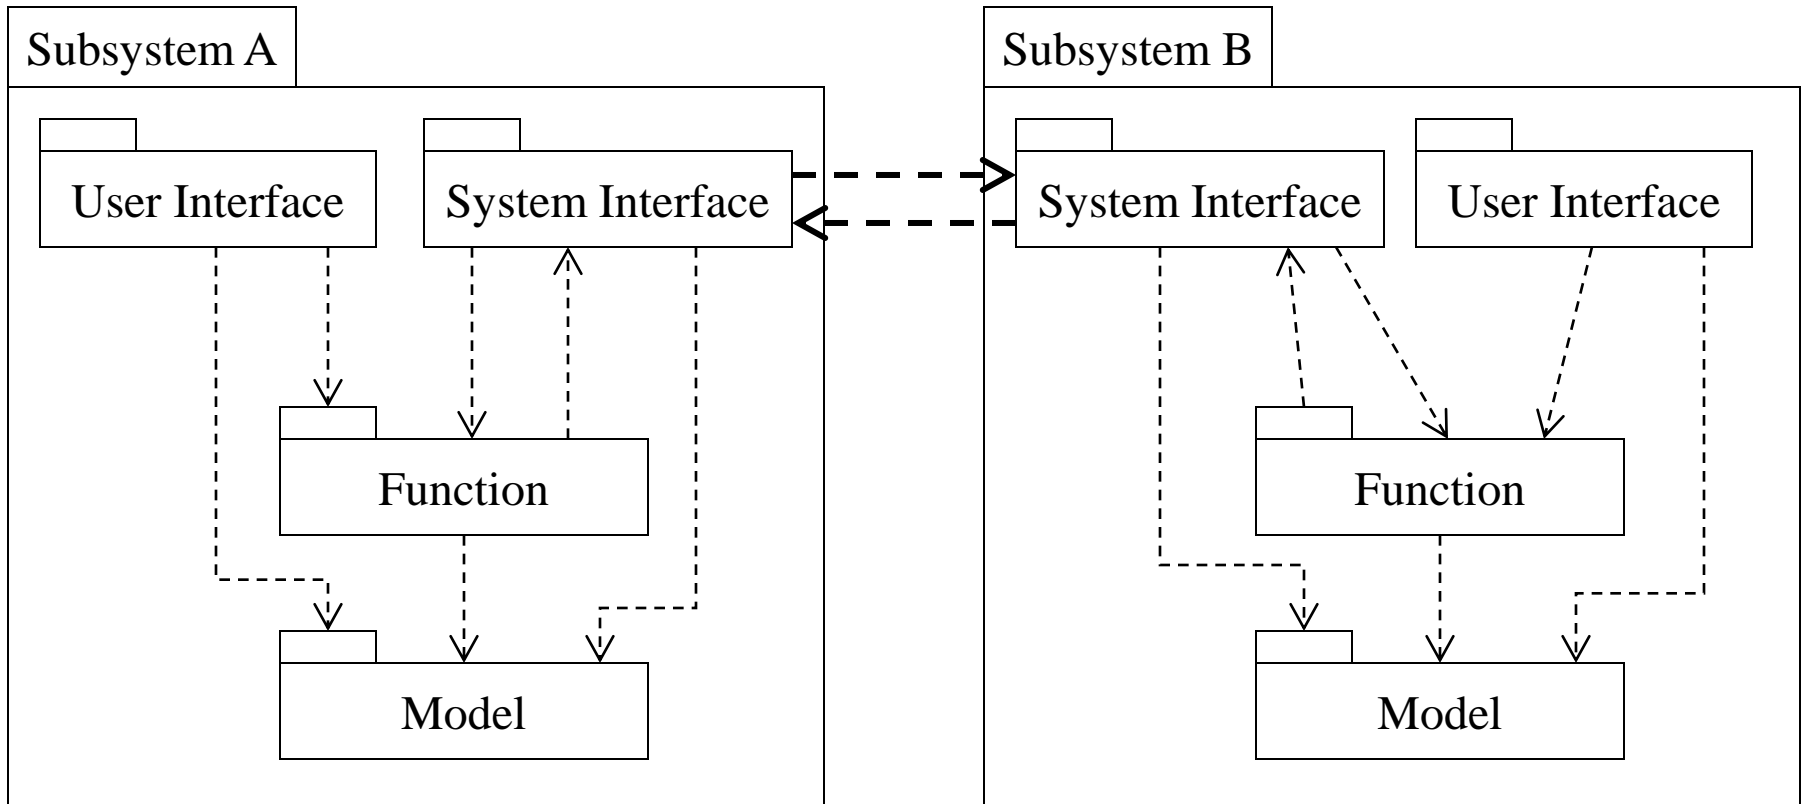 Subsystem A
Subsystem B
User Interface
System Interface
System Interface
User Interface
Function
Function
Model
Model